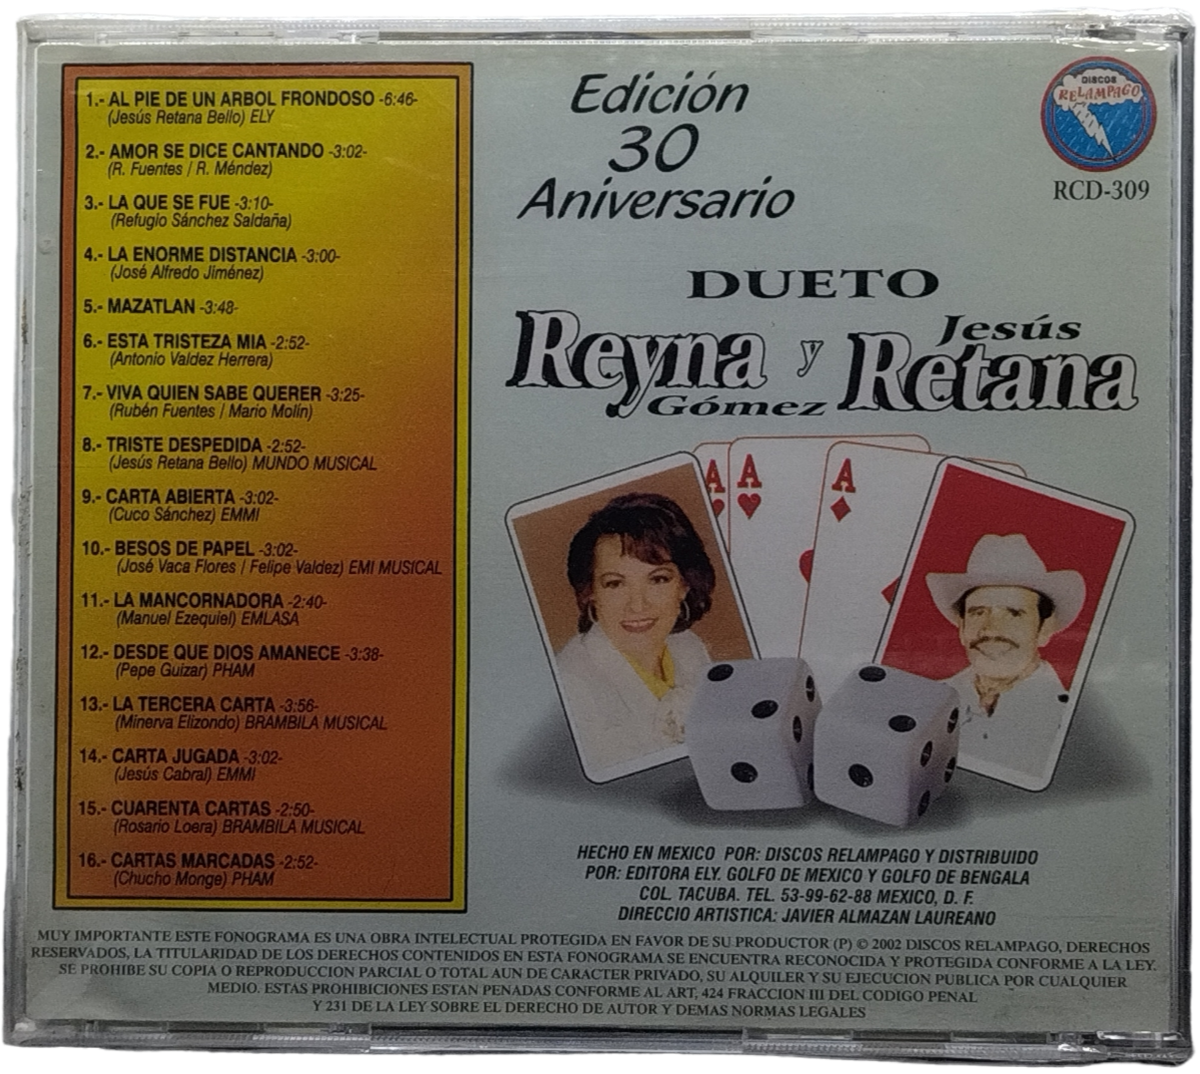 1.- AL PIE DE UN ARBOL FRONDOSO -6:46-
(Jesús Retana Bello) ELY
2.- AMOR SE DICE CANTANDO -3:02-
(R. Fuentes / R. Méndez)
3.- LA QUE SE FUE -3:10-
(Refugio Sánchez Saldaña)
4.- LA ENORME DISTANCIA -3:00-
(José Alfredo Jiménez)
5.- MAZATLAN -3:48-
6.- ESTA TRISTEZA MIA -2:52-
(Antonio Valdez Herrera)
7.- VIVA QUIEN SABE QUERER -3:25-
(Rubén Fuentes / Mario Molín)
8.- TRISTE DESPEDIDA -2:52-
(Jesús Retana Bello) MUNDO MUSICAL
9.- CARTA ABIERTA -3:02-
(Cuco Sánchez) EMMI
10.- BESOS DE PAPEL -3:02-
(José Vaca Flores / Felipe Valdez) EMI MUSICAL
11.- LA MANCORNADORA -2:40-
(Manuel Ezequiel) EMLASA
12.- DESDE QUE DIOS AMANECE -3:38-
(Pepe Guizar) PHAM
13.- LA TERCERA CARTA -3:56-
(Minerva Elizondo) BRAMBILA MUSICAL
14.- CARTA JUGADA -3:02-
(Jesús Cabral) EMMI
15.- CUARENTA CARTAS -2:50-
(Rosario Loera) BRAMBILA MUSICAL
16.- CARTAS MARCADAS -2:52-
(Chucho Monge) PHAM
Edición
30
Aniversario
DISCOS
RELAMPAGO
RCD-309
DUETO
Reyna Gómez y Jesús Retana
A
A
A
HECHO EN MEXICO POR: DISCOS RELAMPAGO Y DISTRIBUIDO
POR: EDITORA ELY. GOLFO DE MEXICO Y GOLFO DE BENGALA
COL. TACUBA. TEL. 53-99-62-88 MEXICO, D. F.
DIRECCIO ARTISTICA: JAVIER ALMAZAN LAUREANO
MUY IMPORTANTE ESTE FONOGRAMA ES UNA OBRA INTELECTUAL PROTEGIDA EN FAVOR DE SU PRODUCTOR (P) © 2002 DISCOS RELAMPAGO, DERECHOS
RESERVADOS, LA TITULARIDAD DE LOS DERECHOS CONTENIDOS EN ESTA FONOGRAMA SE ENCUENTRA RECONOCIDA Y PROTEGIDA CONFORME A LA LEY.
SE PROHIBE SU COPIA O REPRODUCCION PARCIAL O TOTAL AUN DE CARACTER PRIVADO, SU ALQUILER Y SU EJECUCION PUBLICA POR CUALQUIER
MEDIO. ESTAS PROHIBICIONES ESTAN PENADAS CONFORME AL ART, 424 FRACCION III DEL CODIGO PENAL
Y 231 DE LA LEY SOBRE EL DERECHO DE AUTOR Y DEMAS NORMAS LEGALES